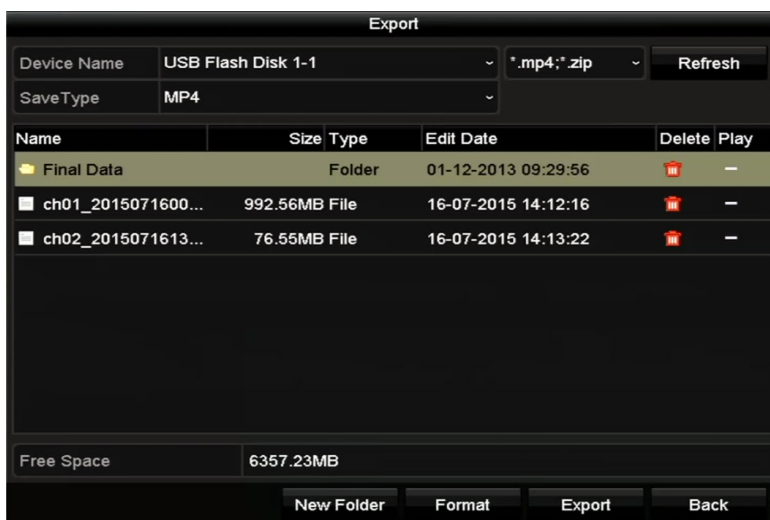 Export
Device Name USB Flash Disk 1-1 *.mp4;*.zip Refresh
SaveType MP4
Name Size Type Edit Date Delete Play
Final Data Folder 01-12-2013 09:29:56 –
ch01_2015071600... 992.56MB File 16-07-2015 14:12:16 –
ch02_2015071613... 76.55MB File 16-07-2015 14:13:22 –
Free Space 6357.23MB
New Folder Format Export Back